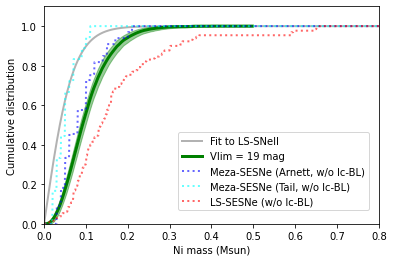 1.0
0.8
0.6
0.4
0.2
0.0
Cumulative distribution
Fit to LS-SNeII
Vlim = 19 mag
Meza-SESNe (Arnett, w/o Ic-BL)
Meza-SESNe (Tail, w/o Ic-BL)
LS-SESNe (w/o Ic-BL)
0.0 0.1 0.2 0.3 0.4 0.5 0.6 0.7 0.8
Ni mass (Msun)